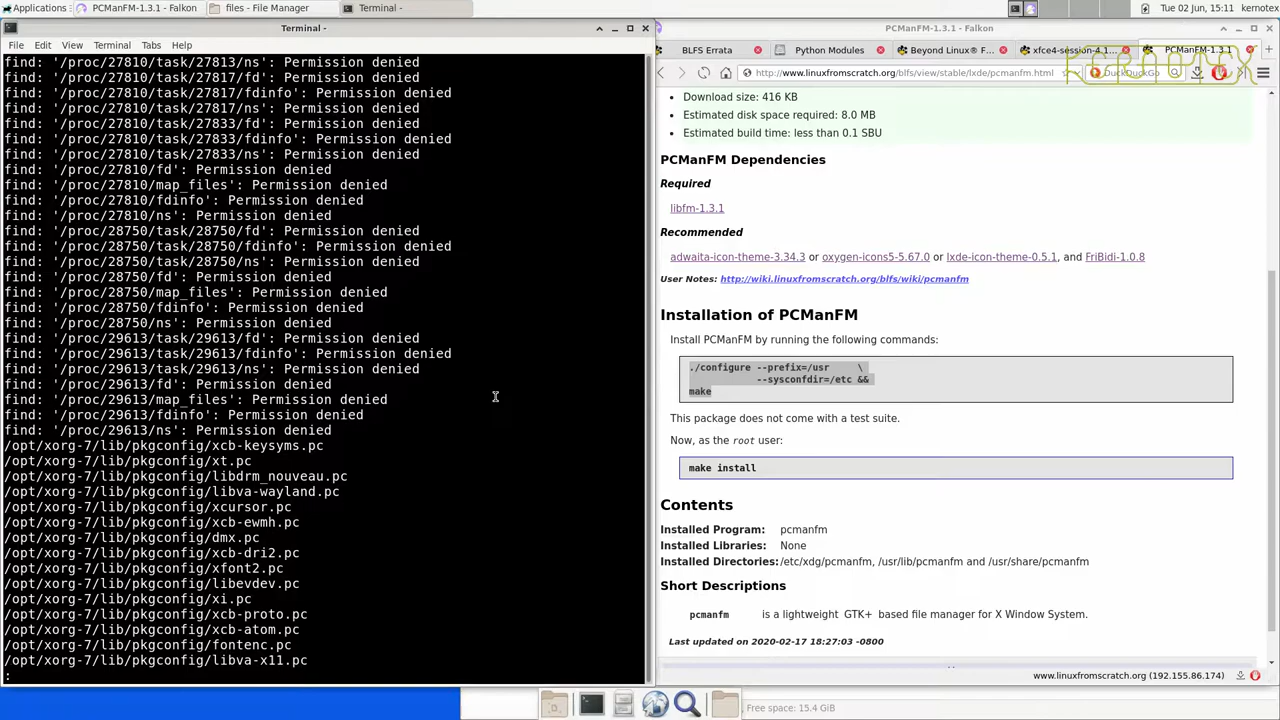 Applications
PCManFM-1.3.1 - Falkon
files - File Manager
Terminal -
Tue 02 Jun, 15:11
kernotex
Terminal -
File Edit View Terminal Tabs Help
find: '/proc/27810/task/27813/ns': Permission denied
find: '/proc/27810/task/27817/fd': Permission denied
find: '/proc/27810/task/27817/fdinfo': Permission denied
find: '/proc/27810/task/27817/ns': Permission denied
find: '/proc/27810/task/27833/fd': Permission denied
find: '/proc/27810/task/27833/fdinfo': Permission denied
find: '/proc/27810/task/27833/ns': Permission denied
find: '/proc/27810/fd': Permission denied
find: '/proc/27810/map_files': Permission denied
find: '/proc/27810/fdinfo': Permission denied
find: '/proc/27810/ns': Permission denied
find: '/proc/28750/task/28750/fd': Permission denied
find: '/proc/28750/task/28750/fdinfo': Permission denied
find: '/proc/28750/task/28750/ns': Permission denied
find: '/proc/28750/fd': Permission denied
find: '/proc/28750/map_files': Permission denied
find: '/proc/28750/fdinfo': Permission denied
find: '/proc/28750/ns': Permission denied
find: '/proc/29613/task/29613/fd': Permission denied
find: '/proc/29613/task/29613/fdinfo': Permission denied
find: '/proc/29613/task/29613/ns': Permission denied
find: '/proc/29613/fd': Permission denied
find: '/proc/29613/map_files': Permission denied
find: '/proc/29613/fdinfo': Permission denied
find: '/proc/29613/ns': Permission denied
/opt/xorg-7/lib/pkgconfig/xcb-keysyms.pc
/opt/xorg-7/lib/pkgconfig/xt.pc
/opt/xorg-7/lib/pkgconfig/libdrm_nouveau.pc
/opt/xorg-7/lib/pkgconfig/libva-wayland.pc
/opt/xorg-7/lib/pkgconfig/xcursor.pc
/opt/xorg-7/lib/pkgconfig/xcb-ewmh.pc
/opt/xorg-7/lib/pkgconfig/dmx.pc
/opt/xorg-7/lib/pkgconfig/xcb-dri2.pc
/opt/xorg-7/lib/pkgconfig/xfont2.pc
/opt/xorg-7/lib/pkgconfig/libevdev.pc
/opt/xorg-7/lib/pkgconfig/xi.pc
/opt/xorg-7/lib/pkgconfig/xcb-proto.pc
/opt/xorg-7/lib/pkgconfig/xcb-atom.pc
/opt/xorg-7/lib/pkgconfig/fontenc.pc
/opt/xorg-7/lib/pkgconfig/libva-x11.pc
:
PCManFM-1.3.1 - Falkon
BLFS Errata
Python Modules
Beyond Linux® F...
xfce4-session-4.1...
PCManFM-1.3.1
http://www.linuxfromscratch.org/blfs/view/stable/lxde/pcmanfm.html
DuckDuckGo
Download size: 416 KB
Estimated disk space required: 8.0 MB
Estimated build time: less than 0.1 SBU
PCManFM Dependencies
Required
libfm-1.3.1
Recommended
adwaita-icon-theme-3.34.3 or oxygen-icons5-5.67.0 or lxde-icon-theme-0.5.1, and FriBidi-1.0.8
User Notes: http://wiki.linuxfromscratch.org/blfs/wiki/pcmanfm
Installation of PCManFM
Install PCManFM by running the following commands:
./configure --prefix=/usr \
--sysconfdir=/etc &&
make
This package does not come with a test suite.
Now, as the root user:
make install
Contents
Installed Program: pcmanfm
Installed Libraries: None
Installed Directories: /etc/xdg/pcmanfm, /usr/lib/pcmanfm and /usr/share/pcmanfm
Short Descriptions
pcmanfm is a lightweight GTK+ based file manager for X Window System.
Last updated on 2020-02-17 18:27:03 -0800
www.linuxfromscratch.org (192.155.86.174)
Free space: 15.4 GiB